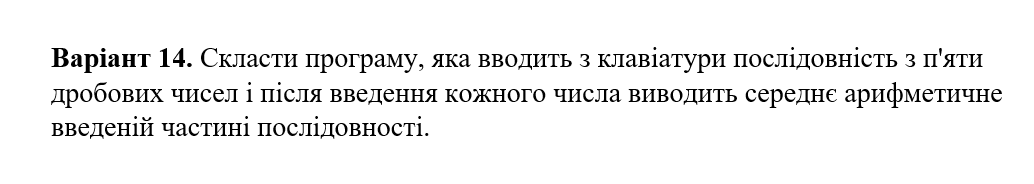 Варіант 14. Скласти програму, яка вводить з клавіатури послідовність з п'яти
дробових чисел і після введення кожного числа виводить середнє арифметичне
введеній частині послідовності.